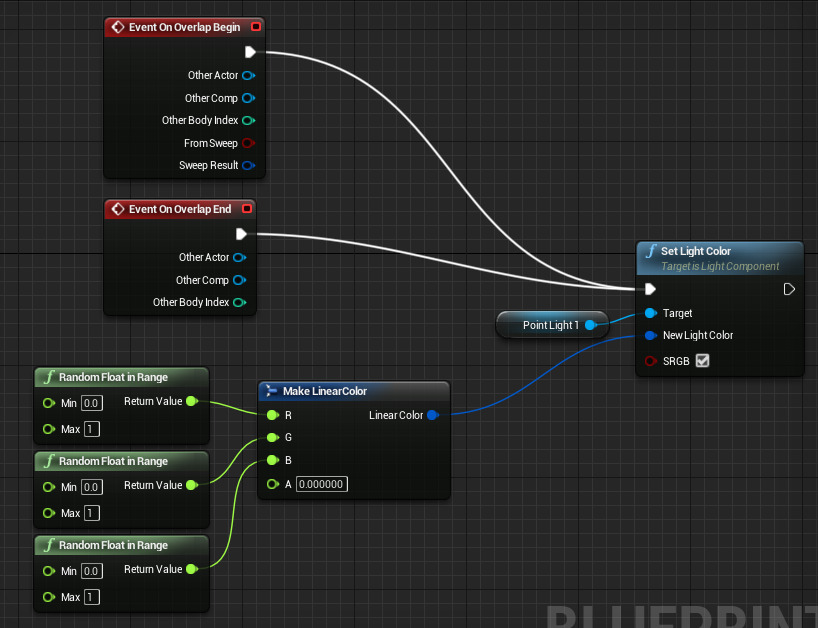 Event On Overlap Begin
Other Actor
Other Comp
Other Body Index
From Sweep
Sweep Result
Event On Overlap End
Other Actor
Other Comp
Other Body Index
f Set Light Color
Target is Light Component
Target
New Light Color
SRGB
Point Light 1
f Random Float in Range
Min 0.0 Return Value
Max 1
f Random Float in Range
Min 0.0 Return Value
Max 1
f Random Float in Range
Min 0.0 Return Value
Max 1
Make LinearColor
R Linear Color
G
B
A 0.000000
BLUEPRINT